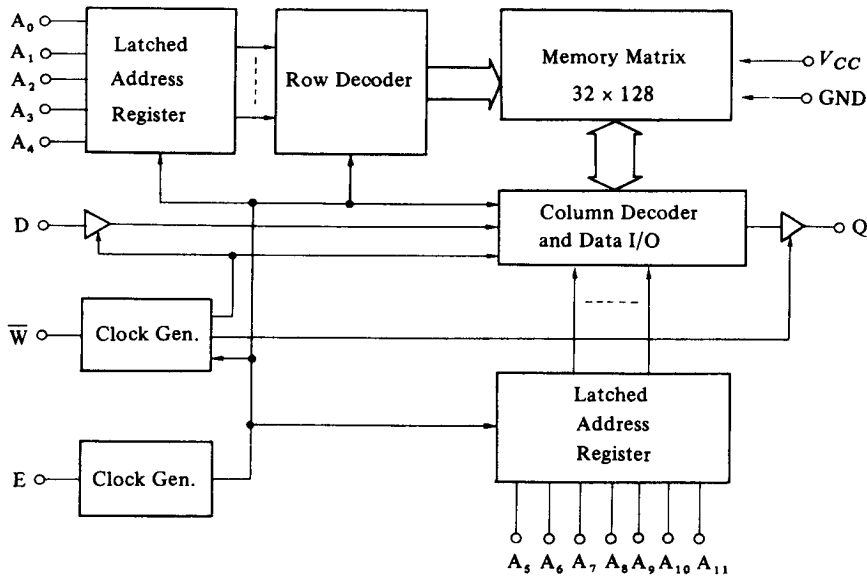 A₀
A₁
A₂
A₃
A₄
Latched
Address
Register
Row Decoder
Memory Matrix
32 × 128
V_CC
GND
D
Column Decoder
and Data I/O
Q
W̅
Clock Gen.
Latched
Address
Register
E
Clock Gen.
A₅ A₆ A₇ A₈ A₉ A₁₀ A₁₁